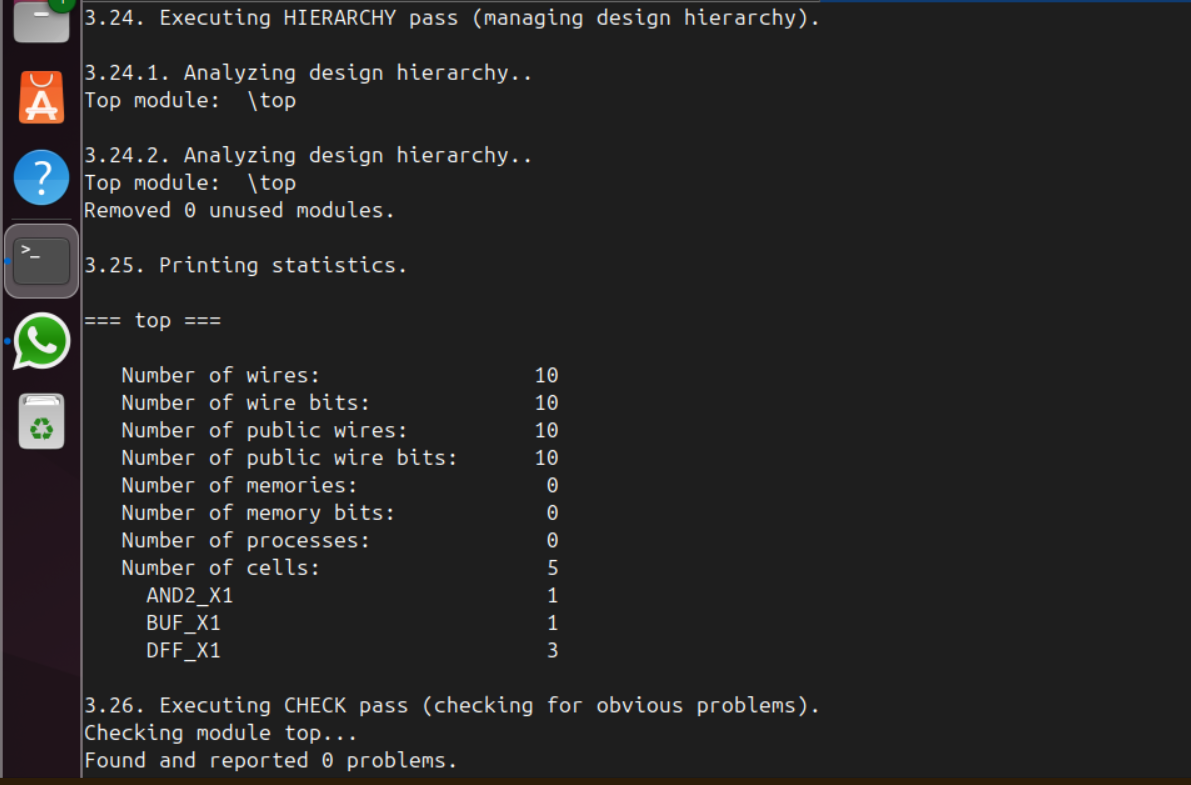 3.24. Executing HIERARCHY pass (managing design hierarchy).
3.24.1. Analyzing design hierarchy..
Top module:  \top
3.24.2. Analyzing design hierarchy..
Top module:  \top
Removed 0 unused modules.
3.25. Printing statistics.
=== top ===
Number of wires: 10
Number of wire bits: 10
Number of public wires: 10
Number of public wire bits: 10
Number of memories: 0
Number of memory bits: 0
Number of processes: 0
Number of cells: 5
AND2_X1 1
BUF_X1 1
DFF_X1 3
3.26. Executing CHECK pass (checking for obvious problems).
Checking module top...
Found and reported 0 problems.